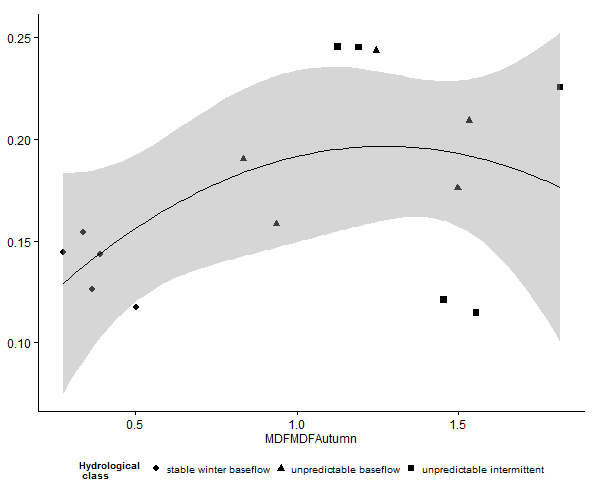 0.25
0.20
0.15
0.10
0.5 1.0 1.5
MDFMDFAutumn
Hydrological
class
stable winter baseflow unpredictable baseflow unpredictable intermittent